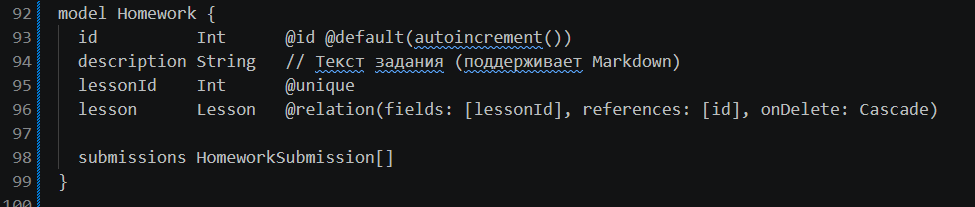 92 model Homework {
93 id Int @id @default(autoincrement())
94 description String // Текст задания (поддерживает Markdown)
95 lessonId Int @unique
96 lesson Lesson @relation(fields: [lessonId], references: [id], onDelete: Cascade)
97
98 submissions HomeworkSubmission[]
99 }
100